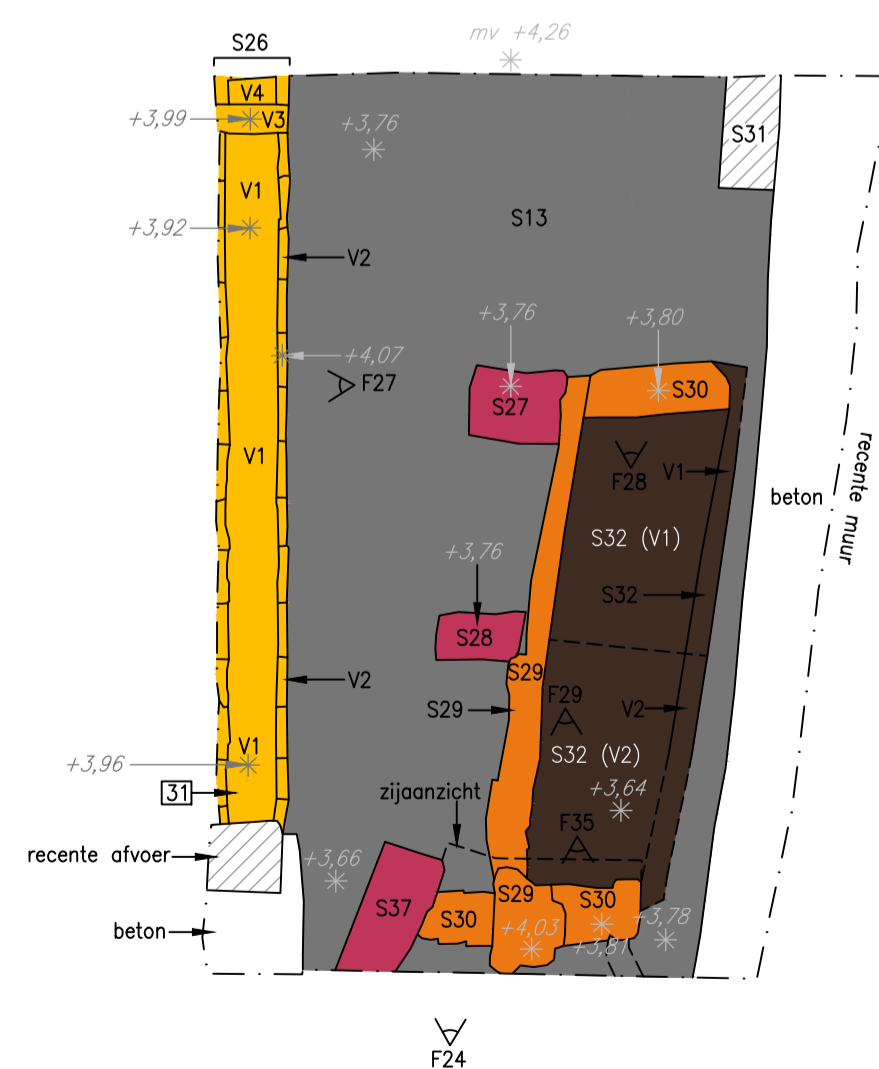 mv +4,26
S26
V4
+3,99
V3
+3,76
S31
V1
+3,92
S13
V2
+3,76
+3,80
+4,07
F27
S27
S30
V1
F28
V1
beton
recente muur
S32 (V1)
+3,76
S32
S28
S29
V2
F29
S29
V2
V1
S32 (V2)
+3,96
31
zijaanzicht
+3,64
F35
recente afvoer
+3,66
S37
S29
S30
S30
+3,78
beton
+4,03
+3,81
F24